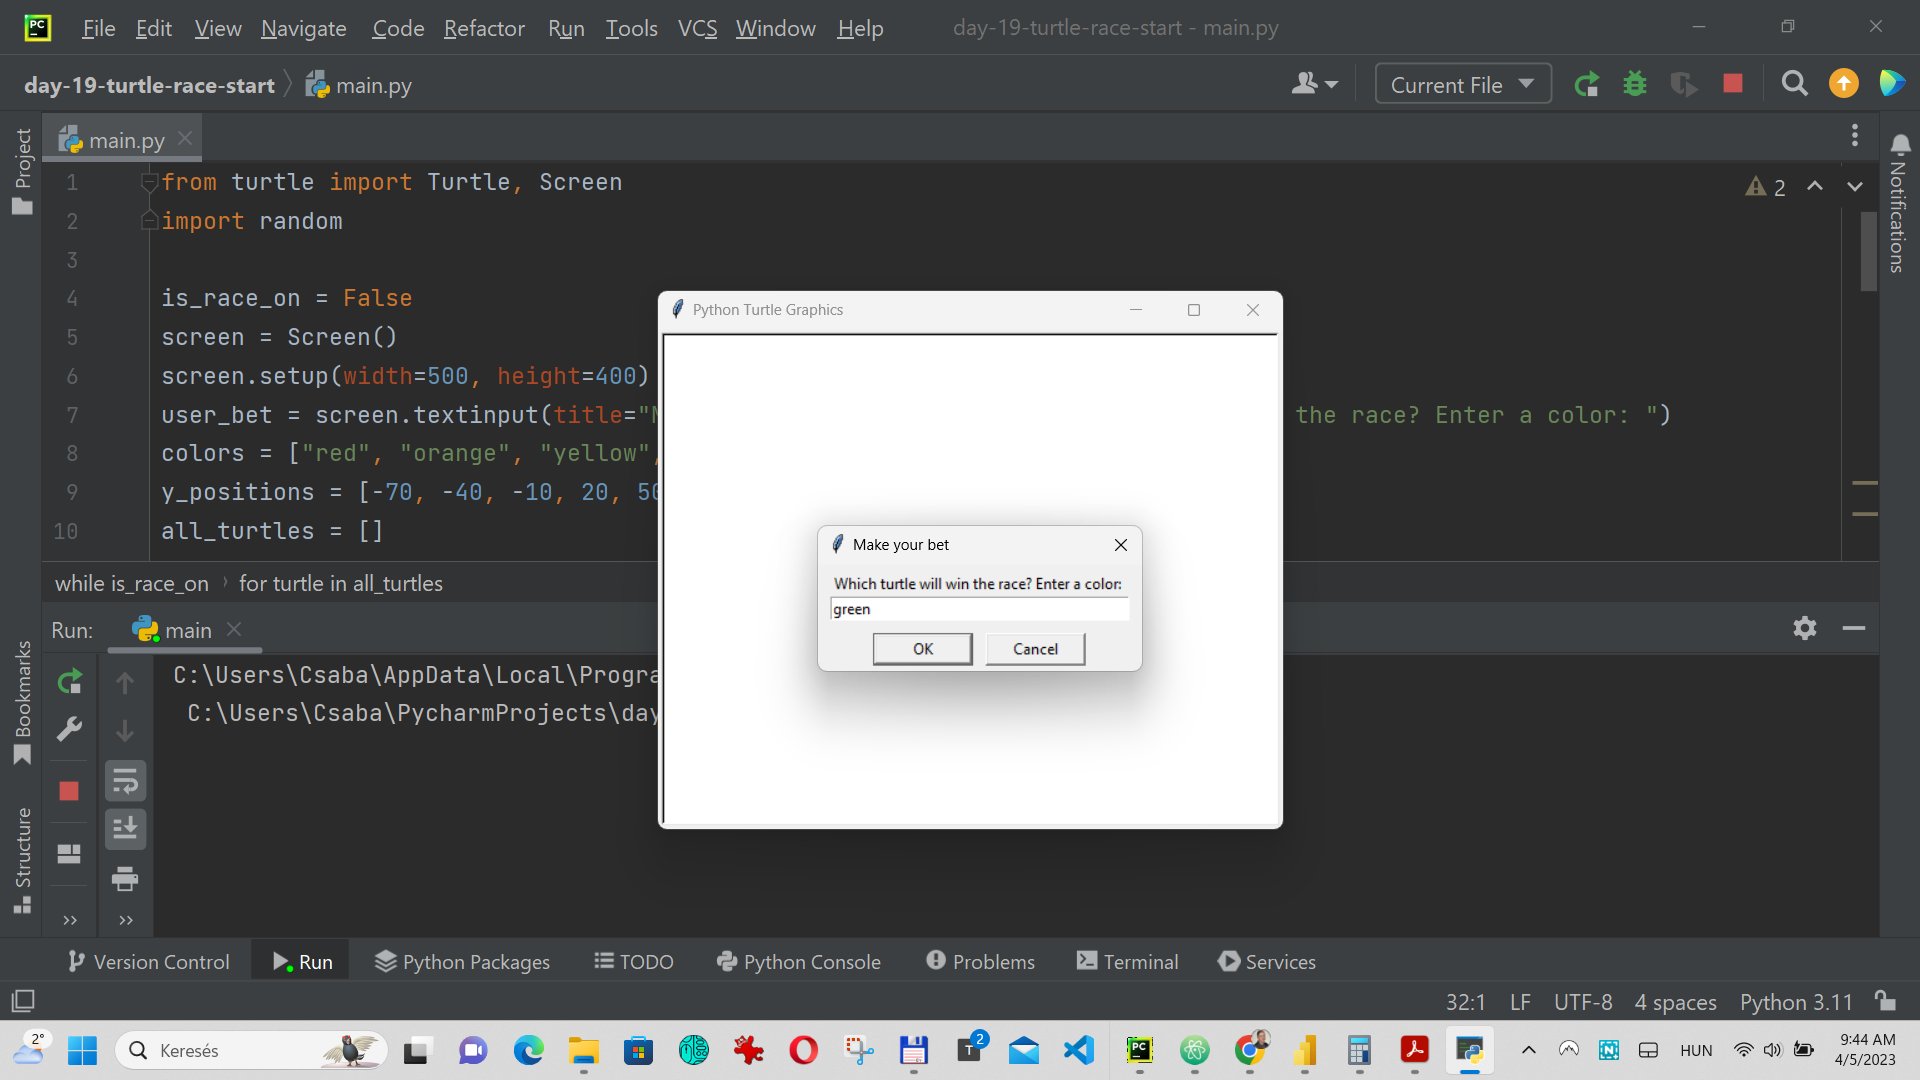 PC
File Edit View Navigate Code Refactor Run Tools VCS Window Help day-19-turtle-race-start - main.py
day-19-turtle-race-start main.py Current File
Project
main.py
1 from turtle import Turtle, Screen
2 import random
3
4 is_race_on = False
5 screen = Screen()
6 screen.setup(width=500, height=400)
7 user_bet = screen.textinput(title="M the race? Enter a color: ")
8 colors = ["red", "orange", "yellow",
9 y_positions = [-70, -40, -10, 20, 50
10 all_turtles = []
2
Notifications
while is_race_on › for turtle in all_turtles
Python Turtle Graphics
Make your bet
Which turtle will win the race? Enter a color:
green
OK Cancel
Run: main
C:\Users\Csaba\AppData\Local\Progra
C:\Users\Csaba\PycharmProjects\day
Bookmarks
Structure
Version Control Run Python Packages TODO Python Console Problems Terminal Services
32:1 LF UTF-8 4 spaces Python 3.11
2°
Keresés
2
T
PC
HUN
9:44 AM
4/5/2023